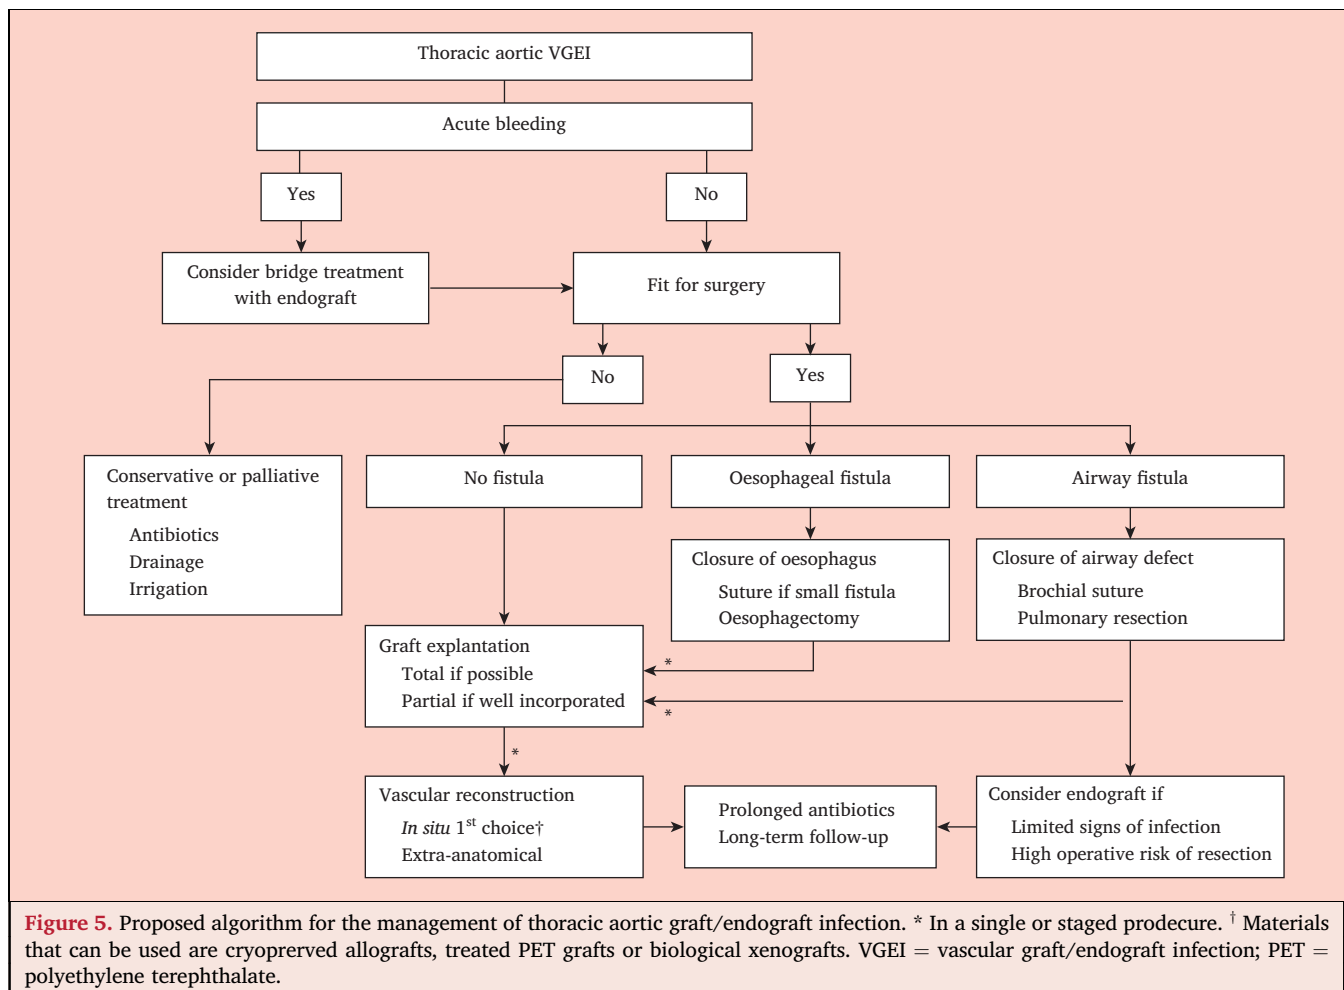 Thoracic aortic VGEI
Acute bleeding
Yes
No
Consider bridge treatment
with endograft
Fit for surgery
No
Yes
Conservative or palliative
treatment
Antibiotics
Drainage
Irrigation
No fistula
Oesophageal fistula
Airway fistula
Closure of oesophagus
Suture if small fistula
Oesophagectomy
Closure of airway defect
Brochial suture
Pulmonary resection
Graft explantation
Total if possible
Partial if well incorporated
*
*
*
Vascular reconstruction
In situ 1st choice†
Extra-anatomical
Prolonged antibiotics
Long-term follow-up
Consider endograft if
Limited signs of infection
High operative risk of resection
Figure 5. Proposed algorithm for the management of thoracic aortic graft/endograft infection. * In a single or staged prodecure. † Materials
that can be used are cryoprerved allografts, treated PET grafts or biological xenografts. VGEI = vascular graft/endograft infection; PET =
polyethylene terephthalate.